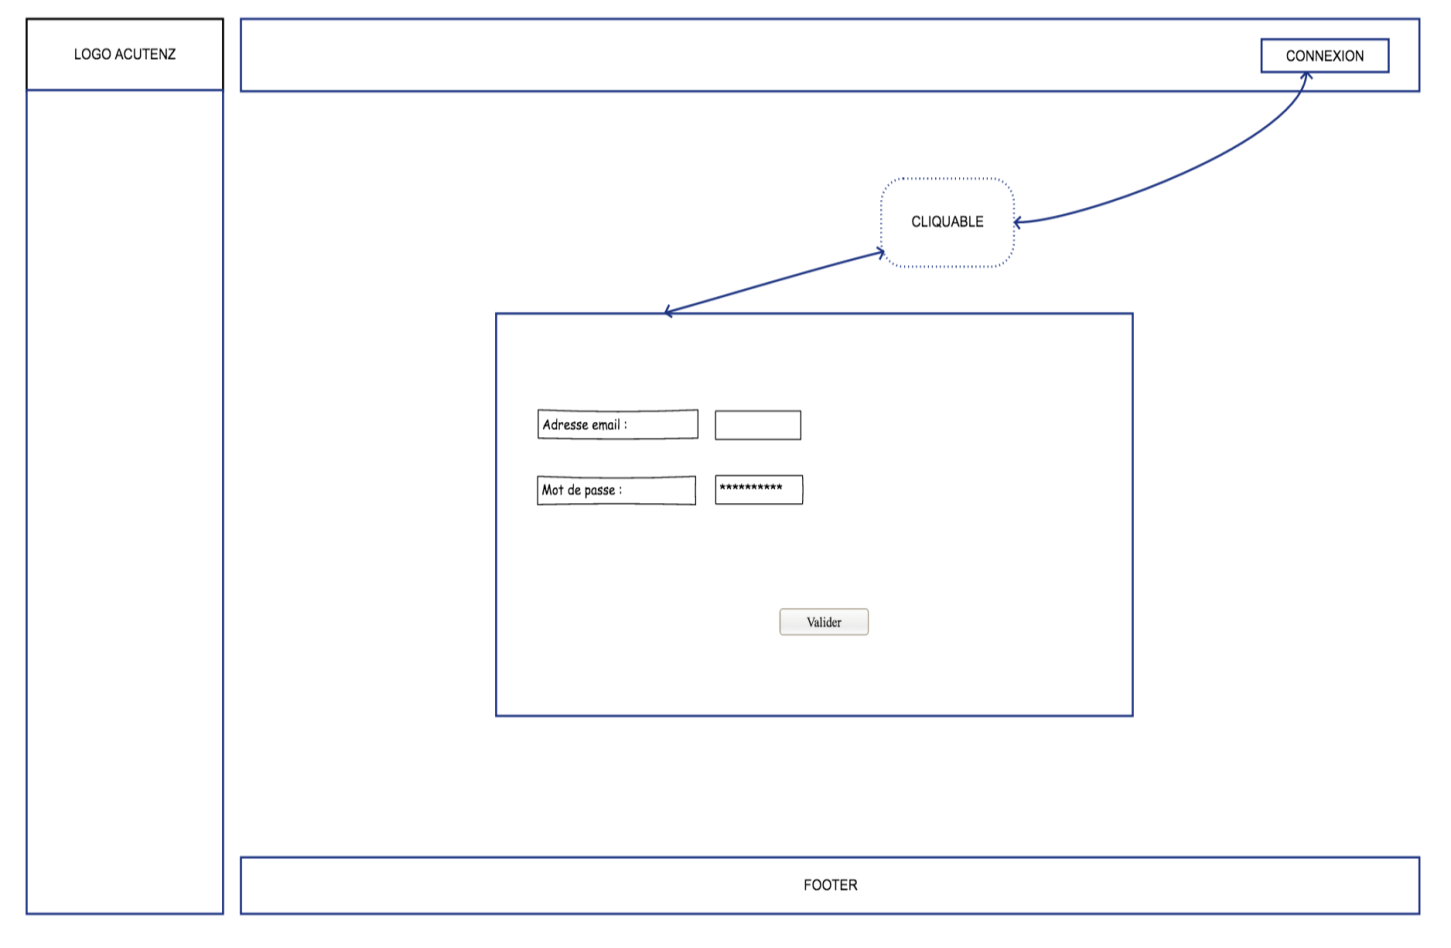 LOGO ACUTENZ
CONNEXION
CLIQUABLE
Adresse email :
Mot de passe : **********
Valider
FOOTER